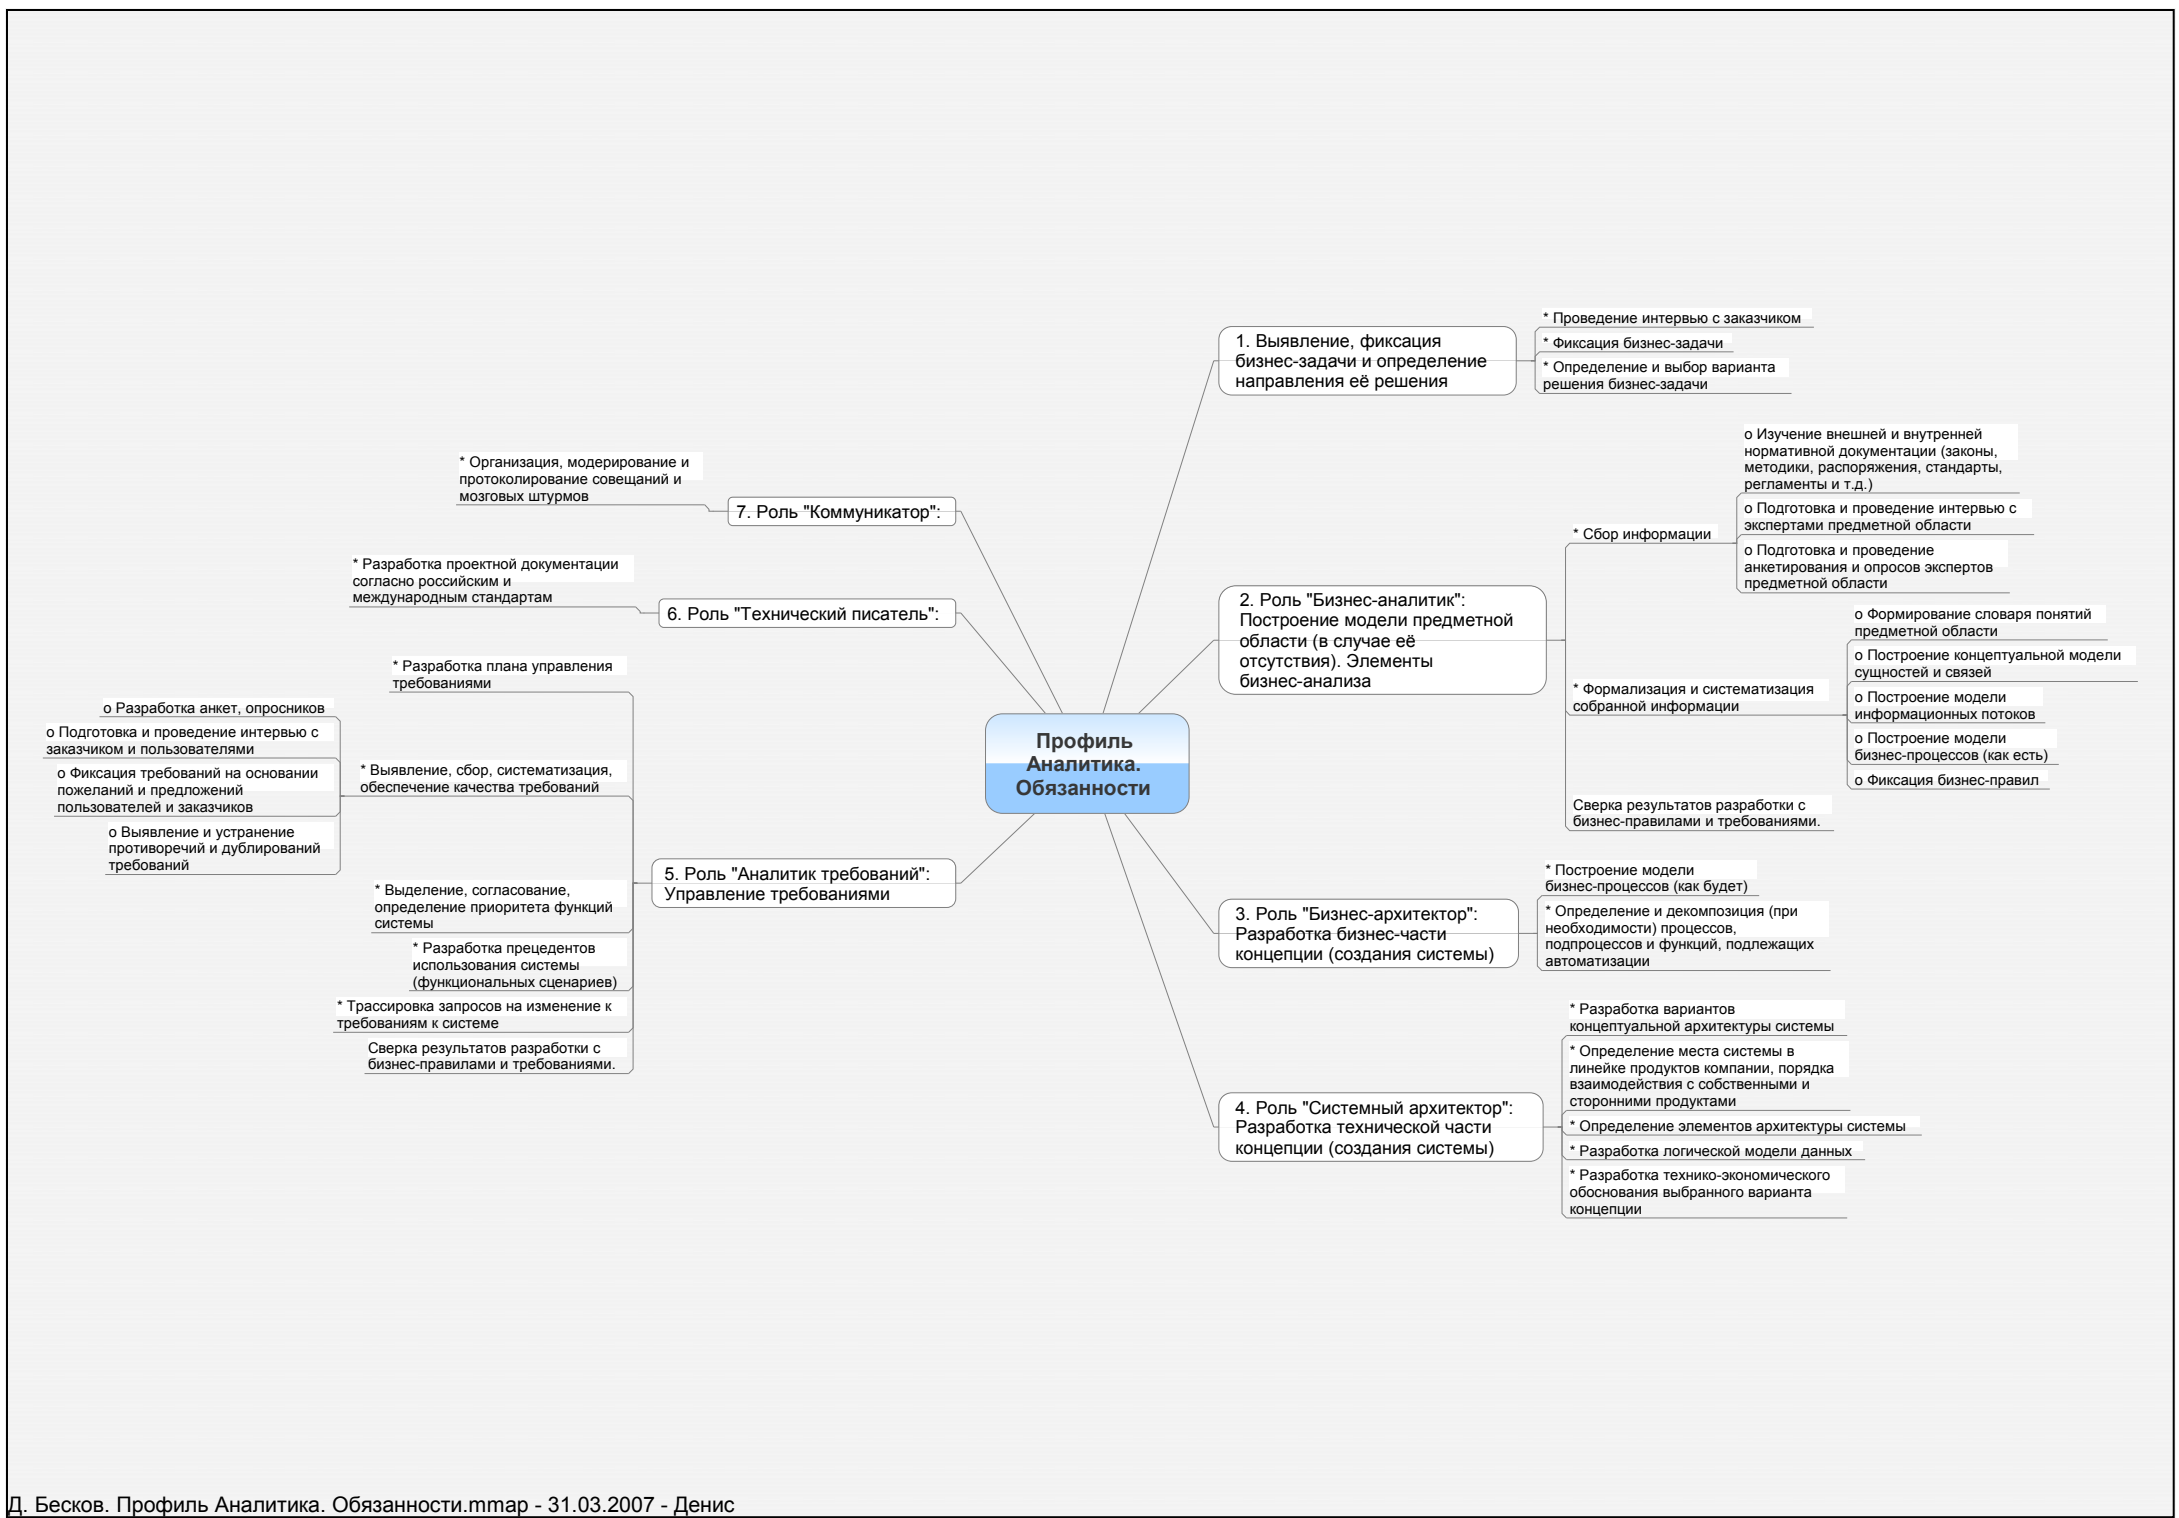 Профиль
Аналитика.
Обязанности
1. Выявление, фиксация
бизнес-задачи и определение
направления её решения
* Проведение интервью с заказчиком
* Фиксация бизнес-задачи
* Определение и выбор варианта
решения бизнес-задачи
2. Роль "Бизнес-аналитик":
Построение модели предметной
области (в случае её
отсутствия). Элементы
бизнес-анализа
* Сбор информации
o Изучение внешней и внутренней
нормативной документации (законы,
методики, распоряжения, стандарты,
регламенты и т.д.)
o Подготовка и проведение интервью с
экспертами предметной области
o Подготовка и проведение
анкетирования и опросов экспертов
предметной области
* Формализация и систематизация
собранной информации
o Формирование словаря понятий
предметной области
o Построение концептуальной модели
сущностей и связей
o Построение модели
информационных потоков
o Построение модели
бизнес-процессов (как есть)
o Фиксация бизнес-правил
Сверка результатов разработки с
бизнес-правилами и требованиями.
3. Роль "Бизнес-архитектор":
Разработка бизнес-части
концепции (создания системы)
* Построение модели
бизнес-процессов (как будет)
* Определение и декомпозиция (при
необходимости) процессов,
подпроцессов и функций, подлежащих
автоматизации
4. Роль "Системный архитектор":
Разработка технической части
концепции (создания системы)
* Разработка вариантов
концептуальной архитектуры системы
* Определение места системы в
линейке продуктов компании, порядка
взаимодействия с собственными и
сторонними продуктами
* Определение элементов архитектуры системы
* Разработка логической модели данных
* Разработка технико-экономического
обоснования выбранного варианта
концепции
5. Роль "Аналитик требований":
Управление требованиями
* Разработка плана управления
требованиями
* Выявление, сбор, систематизация,
обеспечение качества требований
o Разработка анкет, опросников
o Подготовка и проведение интервью с
заказчиком и пользователями
o Фиксация требований на основании
пожеланий и предложений
пользователей и заказчиков
o Выявление и устранение
противоречий и дублирований
требований
* Выделение, согласование,
определение приоритета функций
системы
* Разработка прецедентов
использования системы
(функциональных сценариев)
* Трассировка запросов на изменение к
требованиям к системе
Сверка результатов разработки с
бизнес-правилами и требованиями.
6. Роль "Технический писатель":
* Разработка проектной документации
согласно российским и
международным стандартам
7. Роль "Коммуникатор":
* Организация, модерирование и
протоколирование совещаний и
мозговых штурмов
Д. Бесков. Профиль Аналитика. Обязанности.mmap - 31.03.2007 - Денис